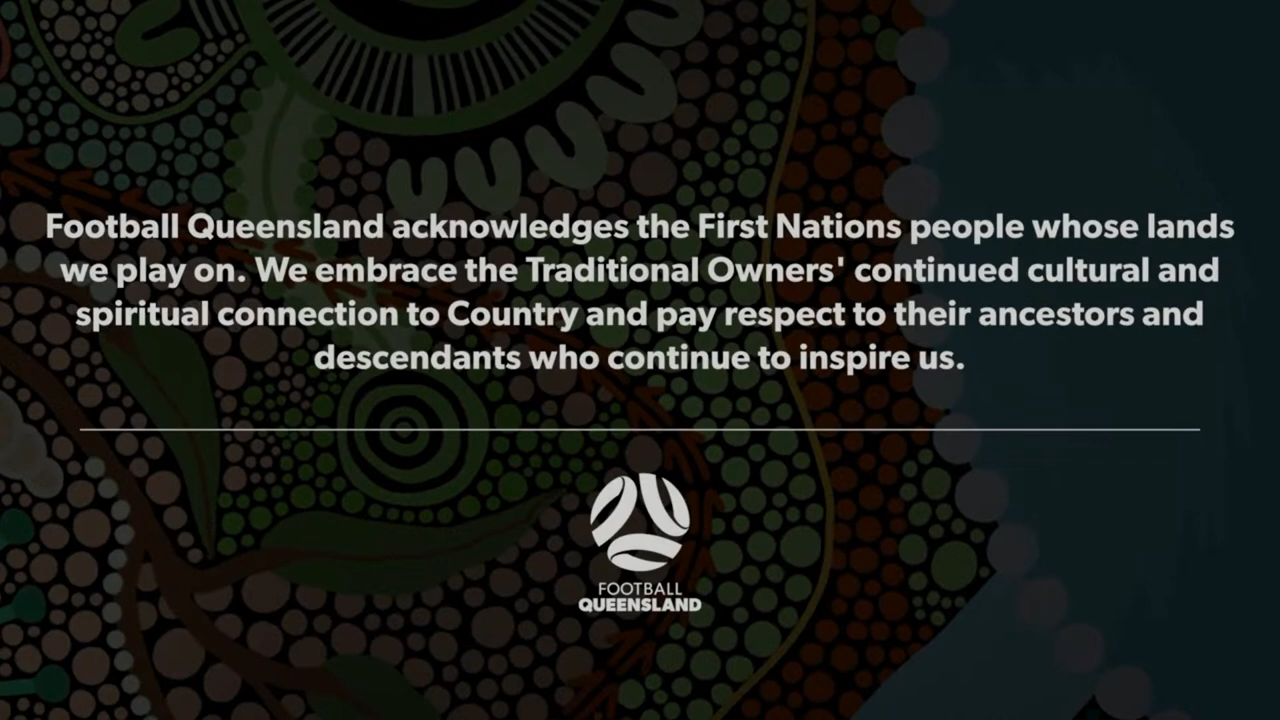 Football Queensland acknowledges the First Nations people whose lands
we play on. We embrace the Traditional Owners' continued cultural and
spiritual connection to Country and pay respect to their ancestors and
descendants who continue to inspire us.
FOOTBALL
QUEENSLAND